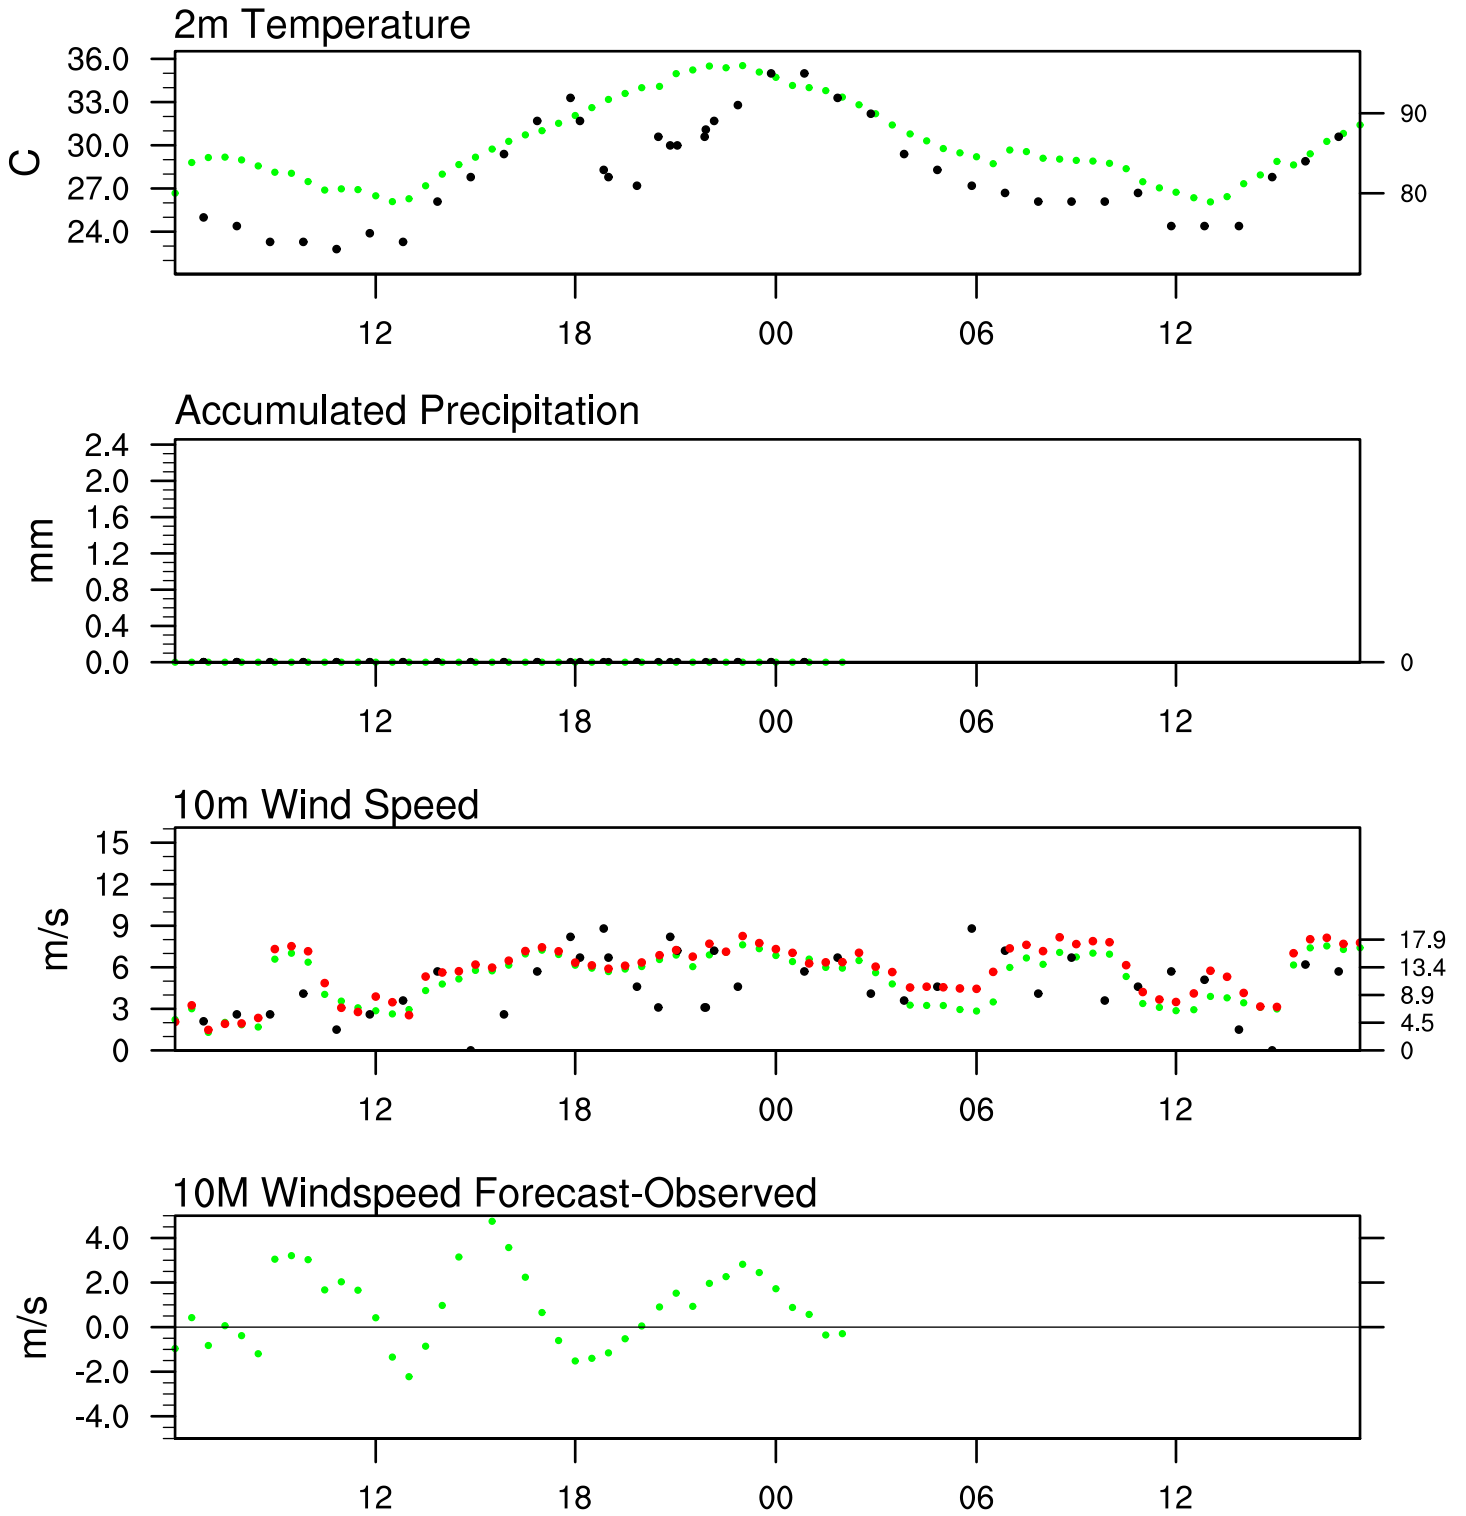 2m Temperature
36.0
33.0
30.0
27.0
24.0
C
90
80
12 18 00 06 12
Accumulated Precipitation
2.4
2.0
1.6
1.2
0.8
0.4
0.0
mm
0
12 18 00 06 12
10m Wind Speed
15
12
9
6
3
0
m/s
17.9
13.4
8.9
4.5
0
12 18 00 06 12
10M Windspeed Forecast-Observed
4.0
2.0
0.0
-2.0
-4.0
m/s
12 18 00 06 12